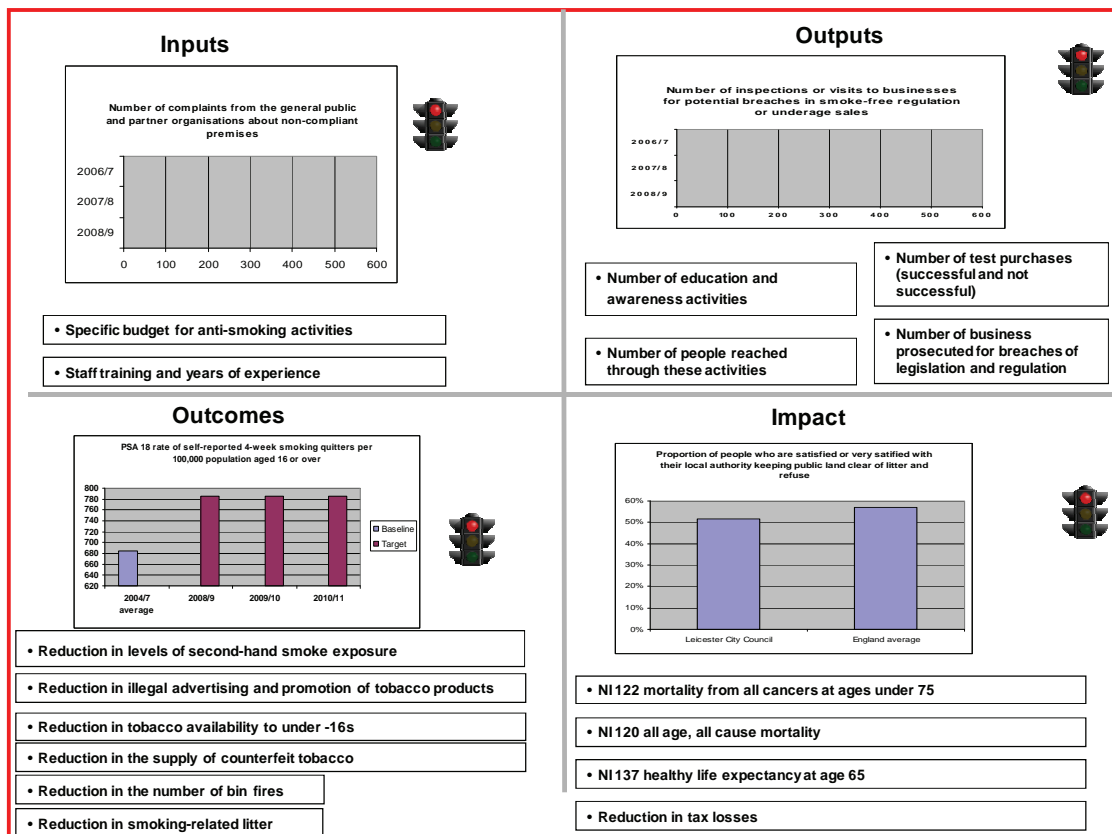 Inputs
Number of complaints from the general public
and partner organisations about non-compliant
premises
2006/7
2007/8
2008/9
0 100 200 300 400 500 600
• Specific budget for anti-smoking activities
• Staff training and years of experience
Outputs
Number of inspections or visits to businesses
for potential breaches in smoke-free regulation
or underage sales
2006/7
2007/8
2008/9
0 100 200 300 400 500 600
• Number of education and
awareness activities
• Number of people reached
through these activities
• Number of test purchases
(successful and not
successful)
• Number of business
prosecuted for breaches of
legislation and regulation
Outcomes
PSA 18 rate of self-reported 4-week smoking quitters per
100,000 population aged 16 or over
800
780
760
740
720
700
680
660
640
620
2004/7 2008/9 2009/10 2010/11
average
Baseline
Target
• Reduction in levels of second-hand smoke exposure
• Reduction in illegal advertising and promotion of tobacco products
• Reduction in tobacco availability to under -16s
• Reduction in the supply of counterfeit tobacco
• Reduction in the number of bin fires
• Reduction in smoking-related litter
Impact
Proportion of people who are satisfied or very satified with
their local authority keeping public land clear of litter and
refuse
60%
50%
40%
30%
20%
10%
0%
Leicester City Council England average
• NI 122 mortality from all cancers at ages under 75
• NI 120 all age, all cause mortality
• NI 137 healthy life expectancy at age 65
• Reduction in tax losses